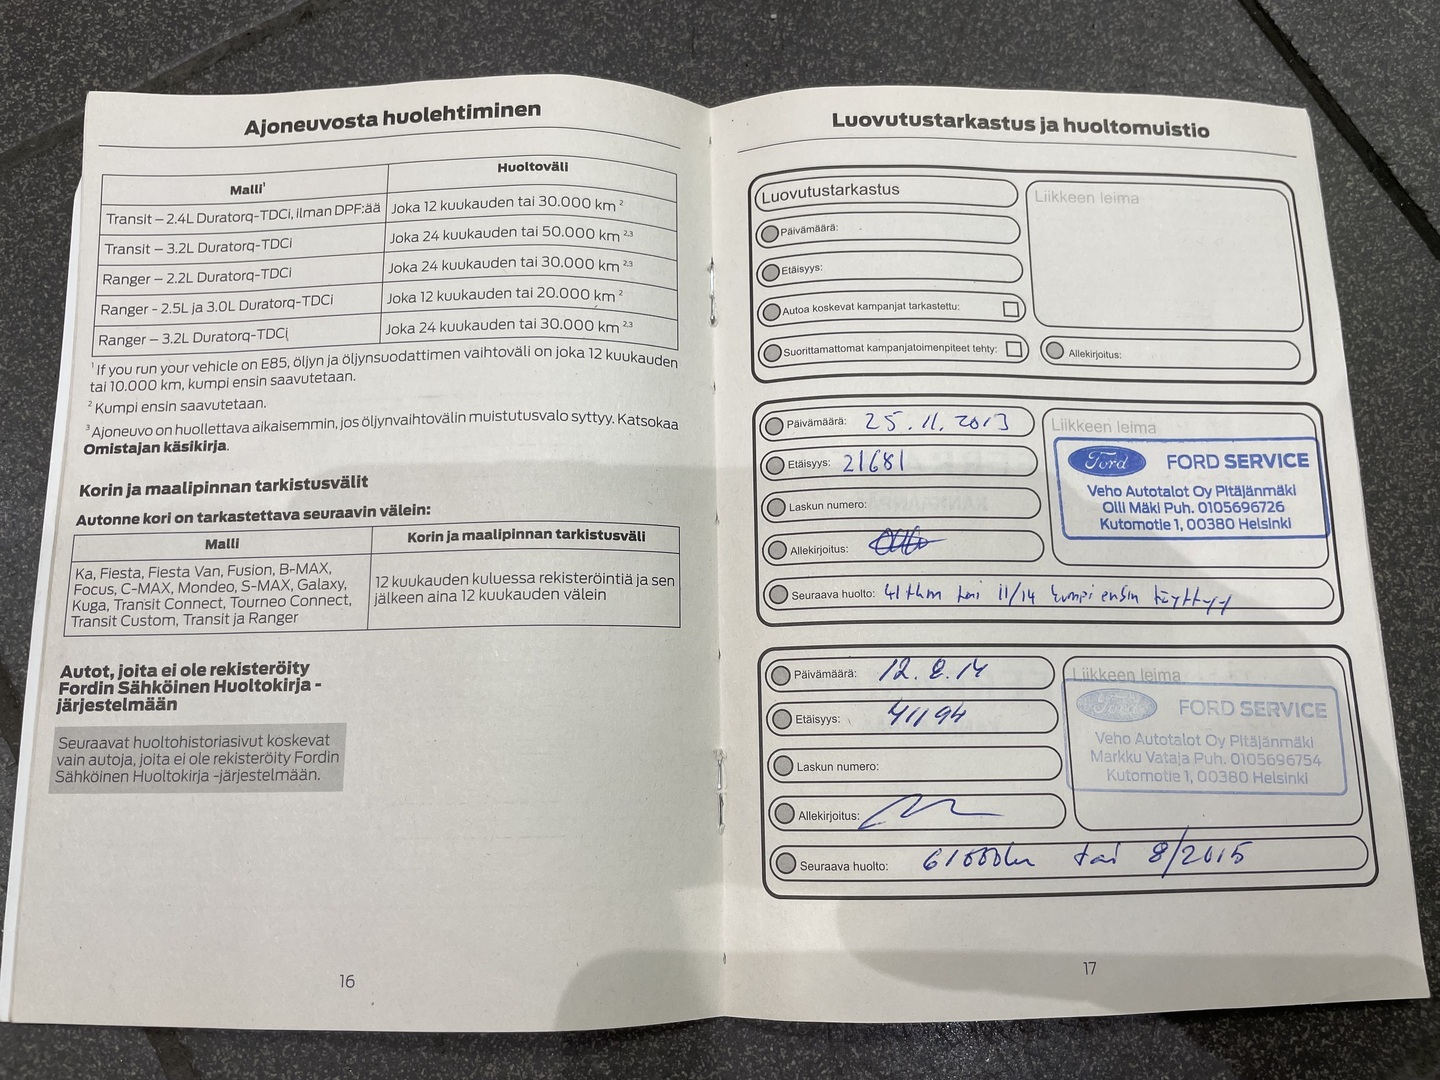 Ajoneuvosta huolehtiminen
Malli¹ Huoltoväli
Transit – 2.4L Duratorq-TDCi, ilman DPF:ää Joka 12 kuukauden tai 30.000 km ²
Transit – 3.2L Duratorq-TDCi Joka 24 kuukauden tai 50.000 km ²,³
Ranger – 2.2L Duratorq-TDCi Joka 24 kuukauden tai 30.000 km ²,³
Ranger - 2.5L ja 3.0L Duratorq-TDCi Joka 12 kuukauden tai 20.000 km ²
Ranger – 3.2L Duratorq-TDCi Joka 24 kuukauden tai 30.000 km ²,³
¹ If you run your vehicle on E85, öljyn ja öljynsuodattimen vaihtoväli on joka 12 kuukauden
tai 10.000 km, kumpi ensin saavutetaan.
² Kumpi ensin saavutetaan.
³ Ajoneuvo on huollettava aikaisemmin, jos öljynvaihtovälin muistutusvalo syttyy. Katsokaa
Omistajan käsikirja.
Korin ja maalipinnan tarkistusvälit
Autonne kori on tarkastettava seuraavin välein:
Malli Korin ja maalipinnan tarkistusväli
Ka, Fiesta, Fiesta Van, Fusion, B-MAX,
Focus, C-MAX, Mondeo, S-MAX, Galaxy,
Kuga, Transit Connect, Tourneo Connect,
Transit Custom, Transit ja Ranger
12 kuukauden kuluessa rekisteröintiä ja sen
jälkeen aina 12 kuukauden välein
Autot, joita ei ole rekisteröity
Fordin Sähköinen Huoltokirja -
järjestelmään
Seuraavat huoltohistoriasivut koskevat
vain autoja, joita ei ole rekisteröity Fordin
Sähköinen Huoltokirja -järjestelmään.
16
Luovutustarkastus ja huoltomuistio
Luovutustarkastus
Päivämäärä:
Etäisyys:
Autoa koskevat kampanjat tarkastettu:
Suorittamattomat kampanjatoimenpiteet tehty:
Liikkeen leima
Allekirjoitus:
Päivämäärä: 25.11.2013
Etäisyys: 21681
Laskun numero:
Allekirjoitus:
Liikkeen leima
Ford FORD SERVICE
Veho Autotalot Oy Pitäjänmäki
Olli Mäki Puh. 0105696726
Kutomotie 1, 00380 Helsinki
Seuraava huolto: 41tkm tai 11/14 kumpi ensin täyttyy
Päivämäärä: 12.8.14
Etäisyys: 41194
Laskun numero:
Allekirjoitus:
Liikkeen leima
Ford FORD SERVICE
Veho Autotalot Oy Pitäjänmäki
Markku Vataja Puh. 0105696754
Kutomotie 1, 00380 Helsinki
Seuraava huolto: 61000km tai 8/2015
17